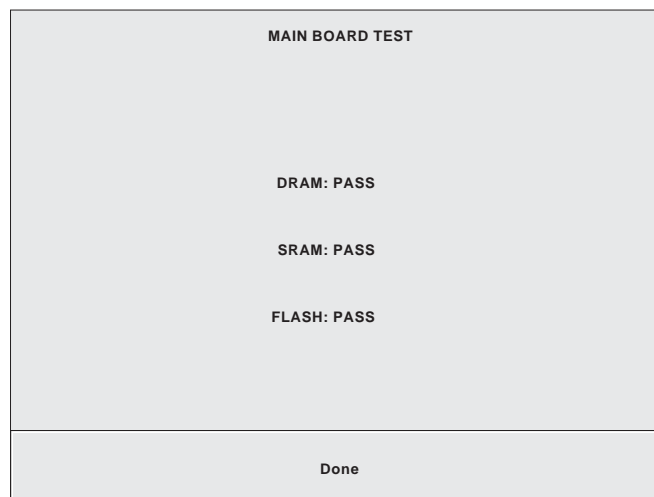 MAIN BOARD TEST
DRAM: PASS
SRAM: PASS
FLASH: PASS
Done